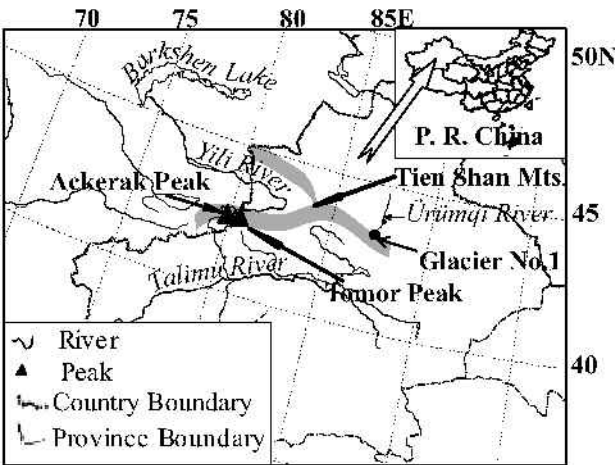 70 75 80 85E
50N
Barkshen Lake
P. R. China
Yili River
Ackerak Peak
Tien Shan Mts.
Urumqi River
45
Glacier No.1
Talimu River
Tomor Peak
River
Peak
Country Boundary
Province Boundary
40